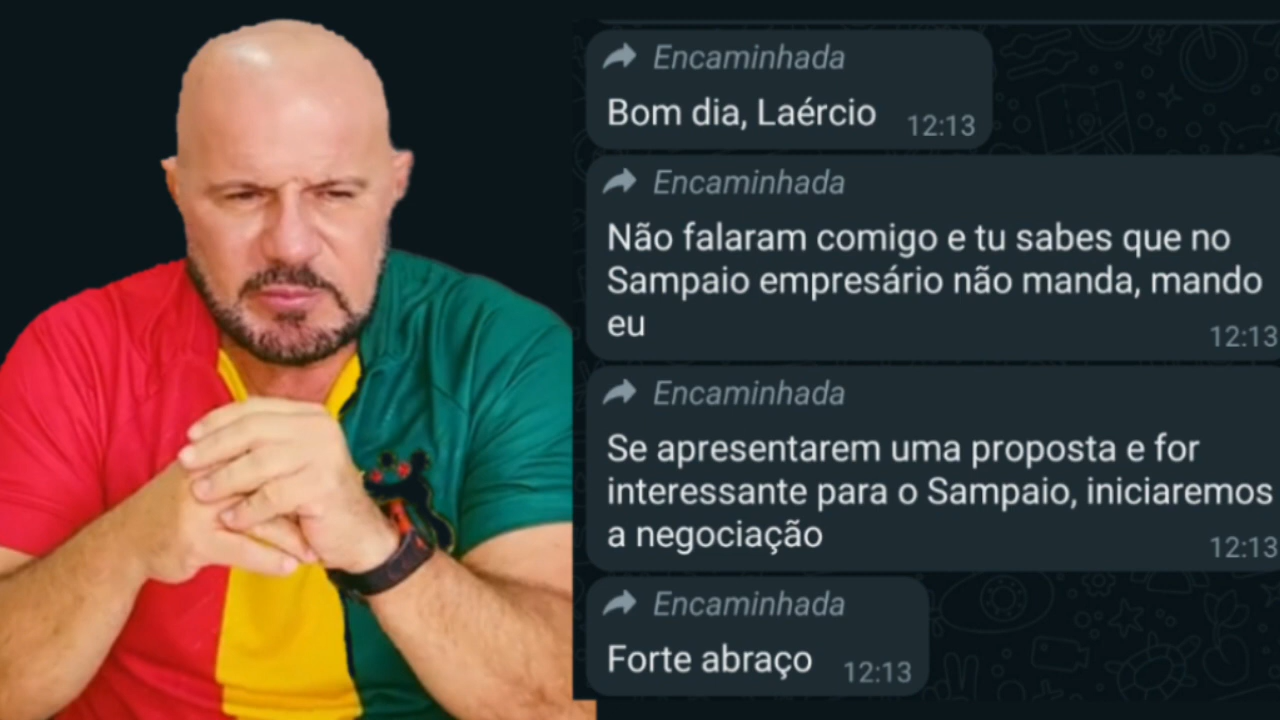 Encaminhada
Bom dia, Laércio 12:13
Encaminhada
Não falaram comigo e tu sabes que no
Sampaio empresário não manda, mando
eu 12:13
Encaminhada
Se apresentarem uma proposta e for
interessante para o Sampaio, iniciaremos
a negociação 12:13
Encaminhada
Forte abraço 12:13